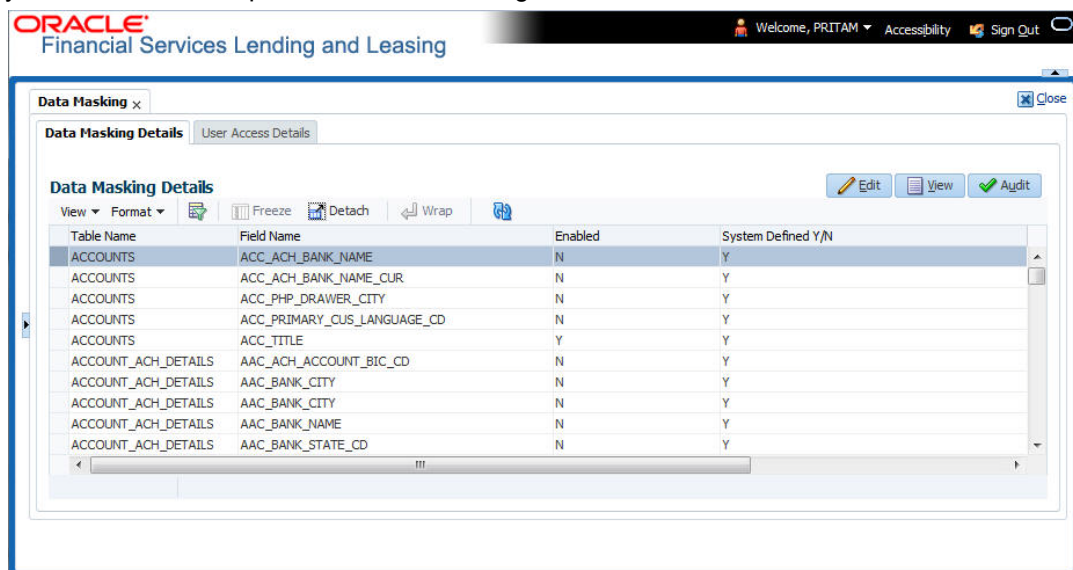 ORACLE
Welcome, PRITAM Accessibility Sign Out
Financial Services Lending and Leasing
Data Masking x
Close
Data Masking Details User Access Details
Data Masking Details
Edit View Audit
View Format Freeze Detach Wrap
Table Name Field Name Enabled System Defined Y/N
ACCOUNTS ACC_ACH_BANK_NAME N Y
ACCOUNTS ACC_ACH_BANK_NAME_CUR N Y
ACCOUNTS ACC_PHP_DRAWER_CITY N Y
ACCOUNTS ACC_PRIMARY_CUS_LANGUAGE_CD N Y
ACCOUNTS ACC_TITLE Y Y
ACCOUNT_ACH_DETAILS AAC_ACH_ACCOUNT_BIC_CD N Y
ACCOUNT_ACH_DETAILS AAC_BANK_CITY N Y
ACCOUNT_ACH_DETAILS AAC_BANK_CITY N Y
ACCOUNT_ACH_DETAILS AAC_BANK_NAME N Y
ACCOUNT_ACH_DETAILS AAC_BANK_STATE_CD N Y